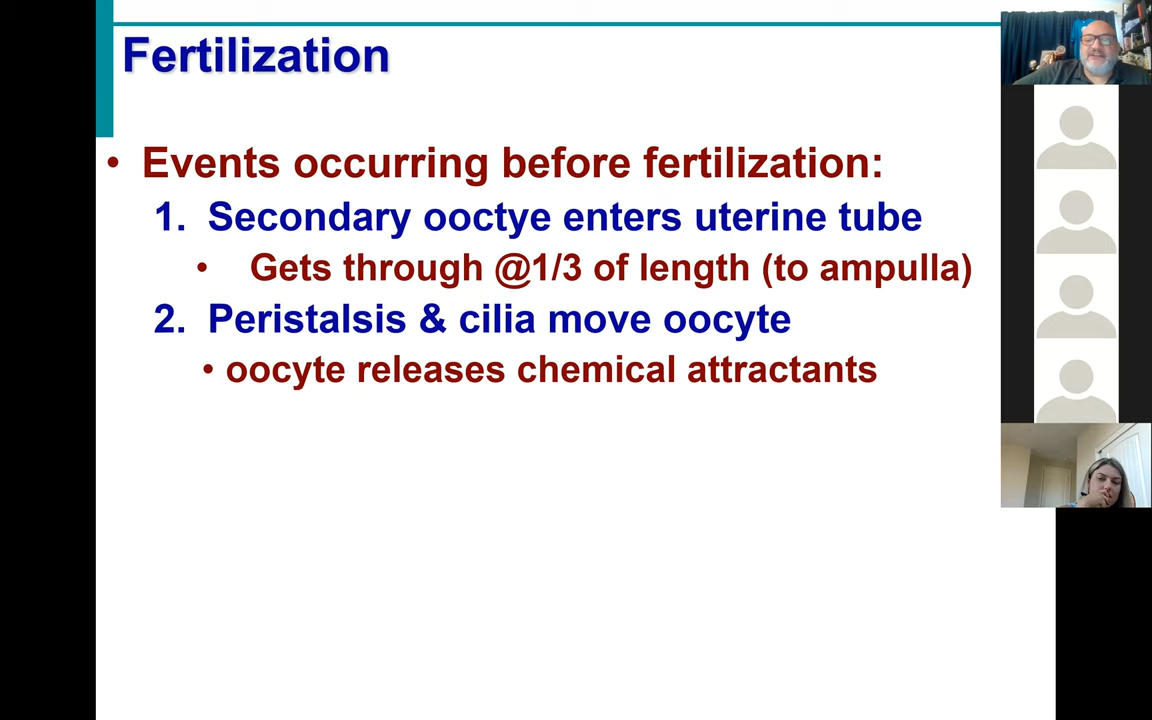 Fertilization
• Events occurring before fertilization:
1. Secondary ooctye enters uterine tube
• Gets through @1/3 of length (to ampulla)
2. Peristalsis & cilia move oocyte
• oocyte releases chemical attractants